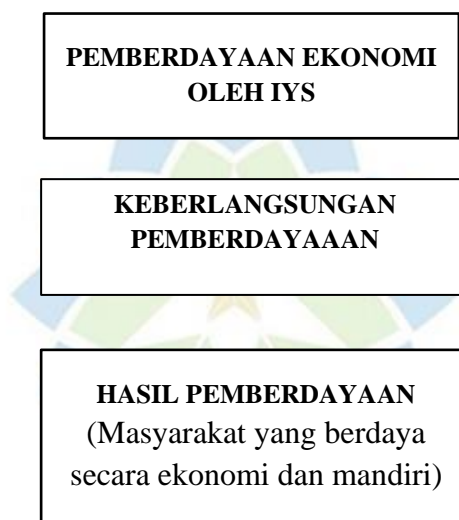 PEMBERDAYAAN EKONOMI
OLEH IYS
KEBERLANGSUNGAN
PEMBERDAYAAAN
HASIL PEMBERDAYAAN
(Masyarakat yang berdaya
secara ekonomi dan mandiri)